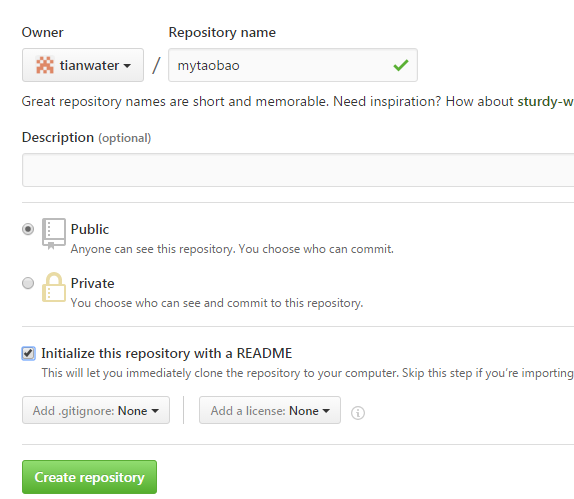 Owner Repository name
tianwater / mytaobao
Great repository names are short and memorable. Need inspiration? How about sturdy-w
Description (optional)
Public
Anyone can see this repository. You choose who can commit.
Private
You choose who can see and commit to this repository.
Initialize this repository with a README
This will let you immediately clone the repository to your computer. Skip this step if you're importing
Add .gitignore: None Add a license: None
Create repository